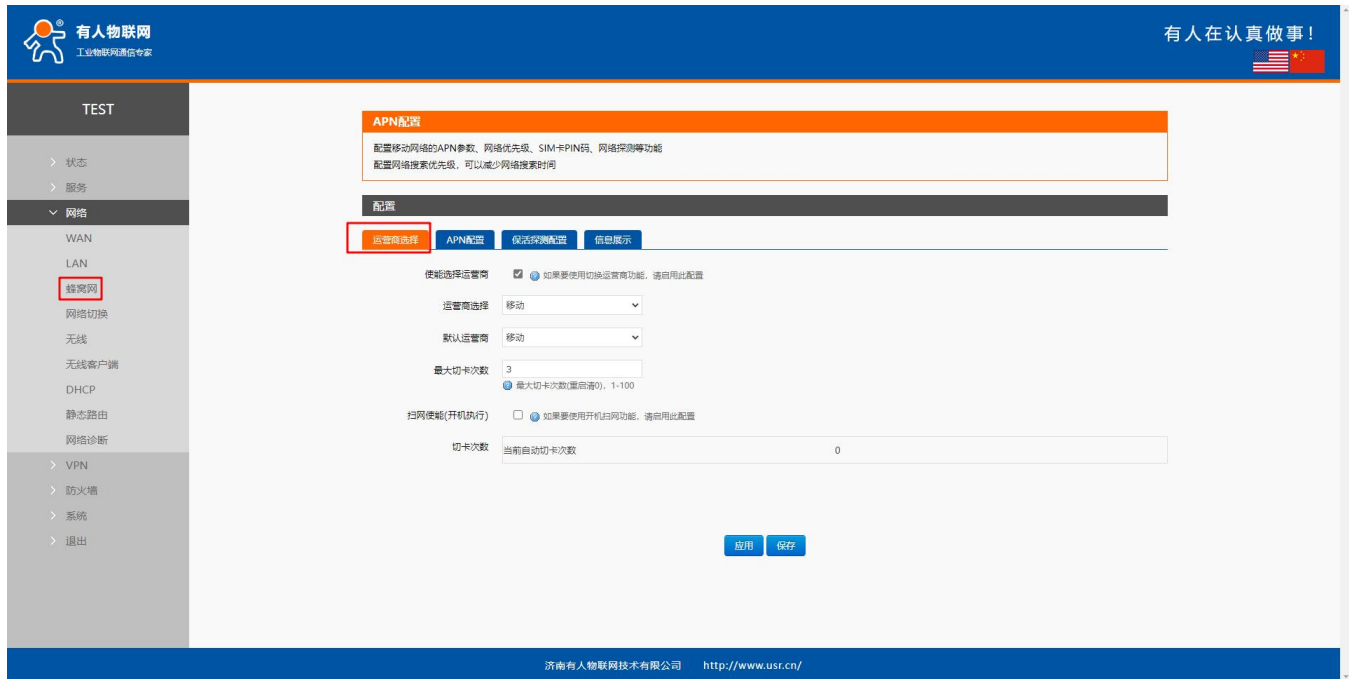 有人物联网
工业物联网通信专家
有人在认真做事!
TEST
状态
服务
网络
WAN
LAN
蜂窝网
网络切换
无线
无线客户端
DHCP
静态路由
网络诊断
VPN
防火墙
系统
退出
APN配置
配置移动网络的APN参数、网络优先级、SIM卡PIN码、网络探测等功能
配置网络搜素优先级，可以减少网络搜素时间
配置
运营商选择 APN配置 保活探测配置 信息展示
使能选择运营商 如果要使用切换运营商功能，请启用此配置
运营商选择 移动
默认运营商 移动
最大切卡次数 3
最大切卡次数(重启清0)，1-100
扫网使能(开机执行) 如果要使用开机扫网功能，请启用此配置
切卡次数 当前自动切卡次数 0
应用 保存
济南有人物联网技术有限公司 http://www.usr.cn/